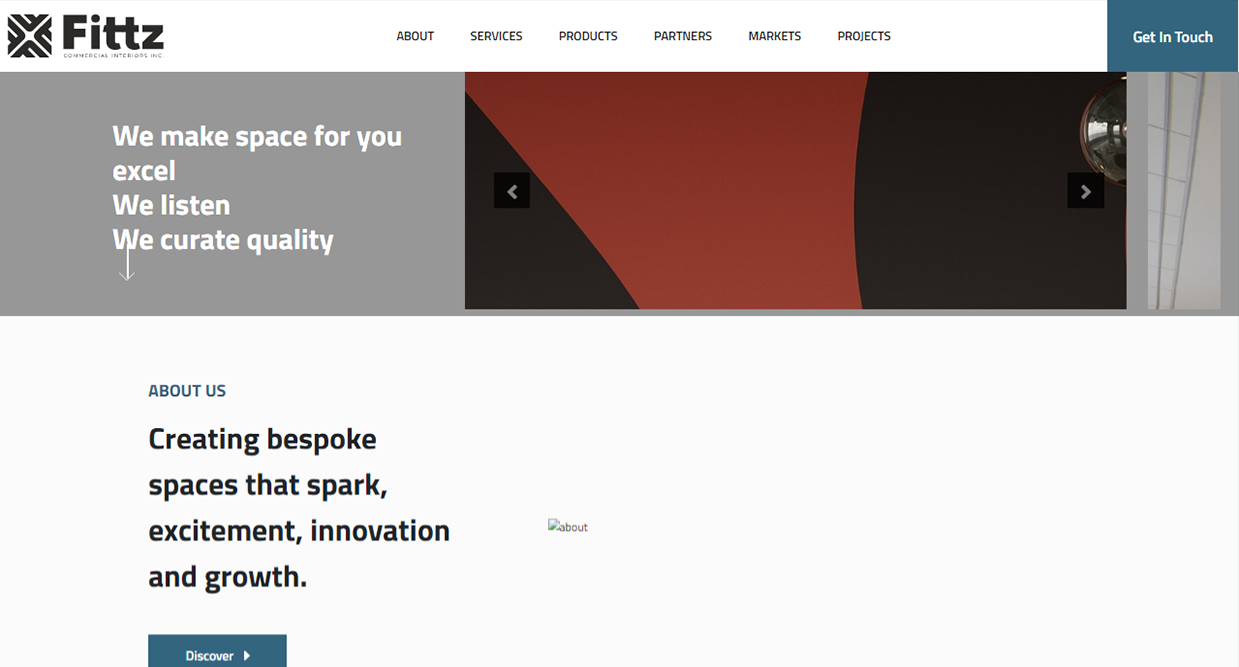 Fittz
COMMERCIAL INTERIORS INC.
ABOUT
SERVICES
PRODUCTS
PARTNERS
MARKETS
PROJECTS
Get In Touch
We make space for you
excel
We listen
We curate quality
ABOUT US
Creating bespoke
spaces that spark,
excitement, innovation
and growth.
about
Discover